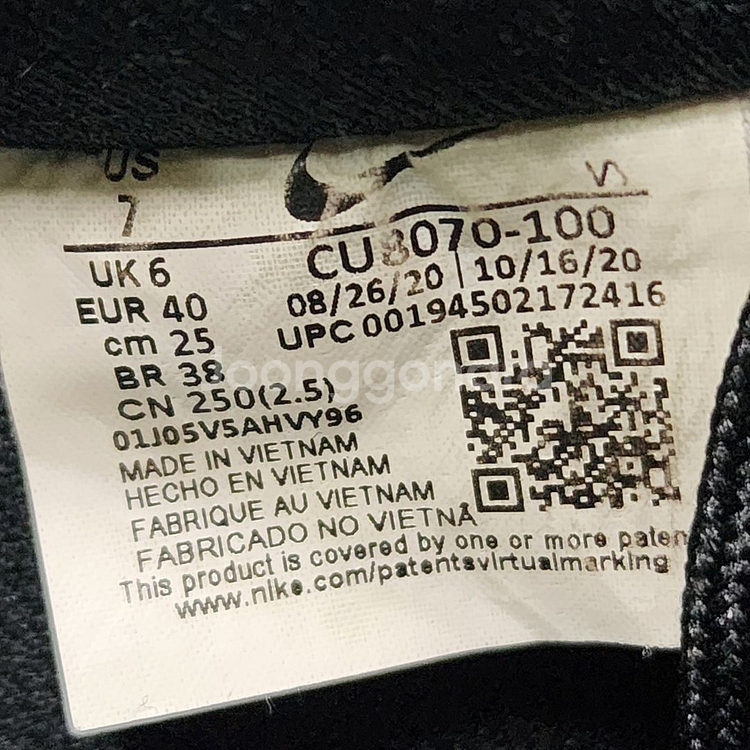 US
7
UK 6
EUR 40
cm 25
BR 38
CN 250(2.5)
01J05V5AHVY96
VS
CU8070-100
08/26/20 | 10/16/20
UPC 00194502172416
MADE IN VIETNAM
HECHO EN VIETNAM
FABRIQUE AU VIETNAM
FABRICADO NO VIETNÃ
This product is covered by one or more paten
www.nike.com/patentsvirtualmarking